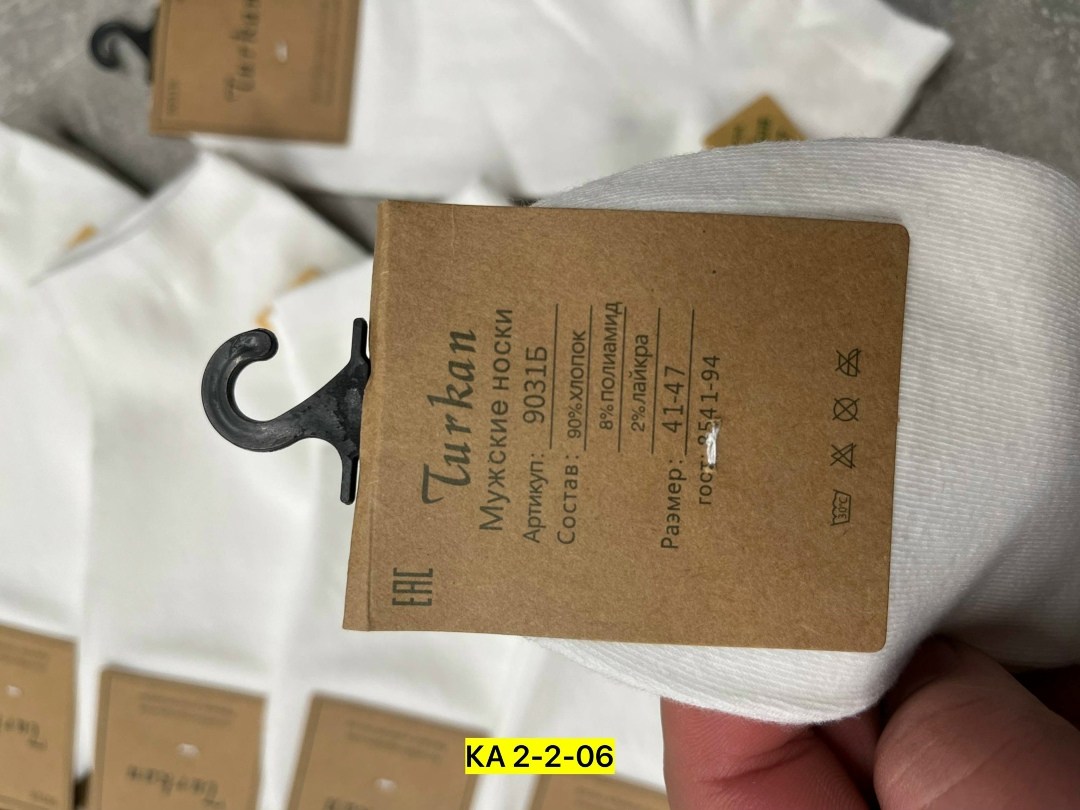 Turkan
Мужские носки
Артикул: 9031Б
Состав: 90%хлопок
8%полиамид
2%лайкра
Размер: 41-47
гост: 8541-94
EAC
30°C
Turkan
KA 2-2-06